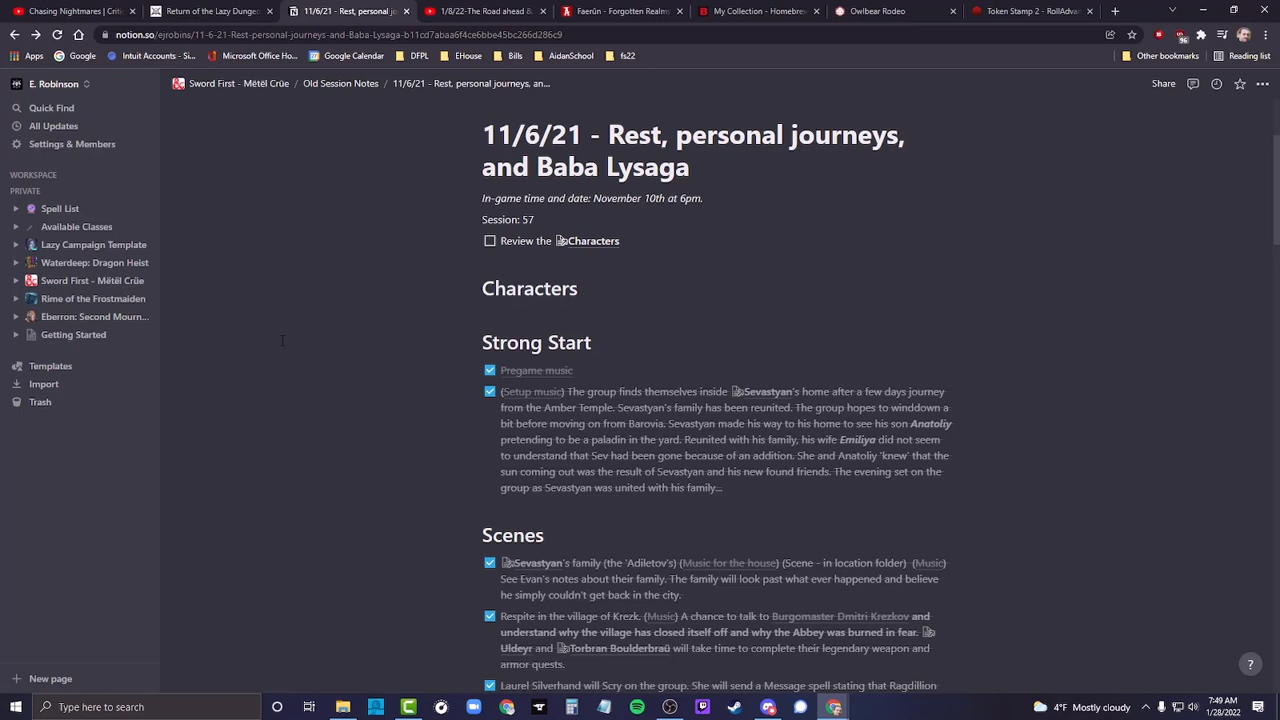 Chasing Nightmares | Critic
Return of the Lazy Dungeo
11/6/21 - Rest, personal jo
1/8/22-The Road ahead &
Faerûn - Forgotten Realm
My Collection - Homebrew
Owlbear Rodeo
Token Stamp 2 - RollAdvan
notion.so/ejrobins/11-6-21-Rest-personal-journeys-and-Baba-Lysaga-b11cd7abaa6f4ce6bbe45bc266d286c9
Apps
Google
Intuit Accounts - Si...
Microsoft Office Ho...
Google Calendar
DFPL
EHouse
Bills
AidanSchool
fs22
Other bookmarks
Reading list
E. Robinson
Sword First - Mëtël Crüe / Old Session Notes / 11/6/21 - Rest, personal journeys, an...
Share
Quick Find
All Updates
Settings & Members
WORKSPACE
PRIVATE
Spell List
Available Classes
Lazy Campaign Template
Waterdeep: Dragon Heist
Sword First - Mëtël Crüe
Rime of the Frostmaiden
Eberron: Second Mourn...
Getting Started
Templates
Import
Trash
New page
11/6/21 - Rest, personal journeys,
and Baba Lysaga
In-game time and date: November 10th at 6pm.
Session: 57
Review the Characters
Characters
Strong Start
Pregame music
(Setup music) The group finds themselves inside Sevastyan's home after a few days journey
from the Amber Temple. Sevastyan's family has been reunited. The group hopes to winddown a
bit before moving on from Barovia. Sevastyan made his way to his home to see his son Anatoliy
pretending to be a paladin in the yard. Reunited with his family, his wife Emiliya did not seem
to understand that Sev had been gone because of an addition. She and Anatoliy 'knew' that the
sun coming out was the result of Sevastyan and his new found friends. The evening set on the
group as Sevastyan was united with his family...
Scenes
Sevastyan's family (the 'Adiletov's) (Music for the house) (Scene - in location folder) (Music)
See Evan's notes about their family. The family will look past what ever happened and believe
he simply couldn't get back in the city.
Respite in the village of Krezk. (Music) A chance to talk to Burgomaster Dmitri Krezkov and
understand why the village has closed itself off and why the Abbey was burned in fear.
Uldeyr and Torbran Boulderbraü will take time to complete their legendary weapon and
armor quests.
Laurel Silverhand will Scry on the group. She will send a Message spell stating that Ragdillion
?
Type here to search
44°F Mostly cloudy
7:49 AM
1/28/2022